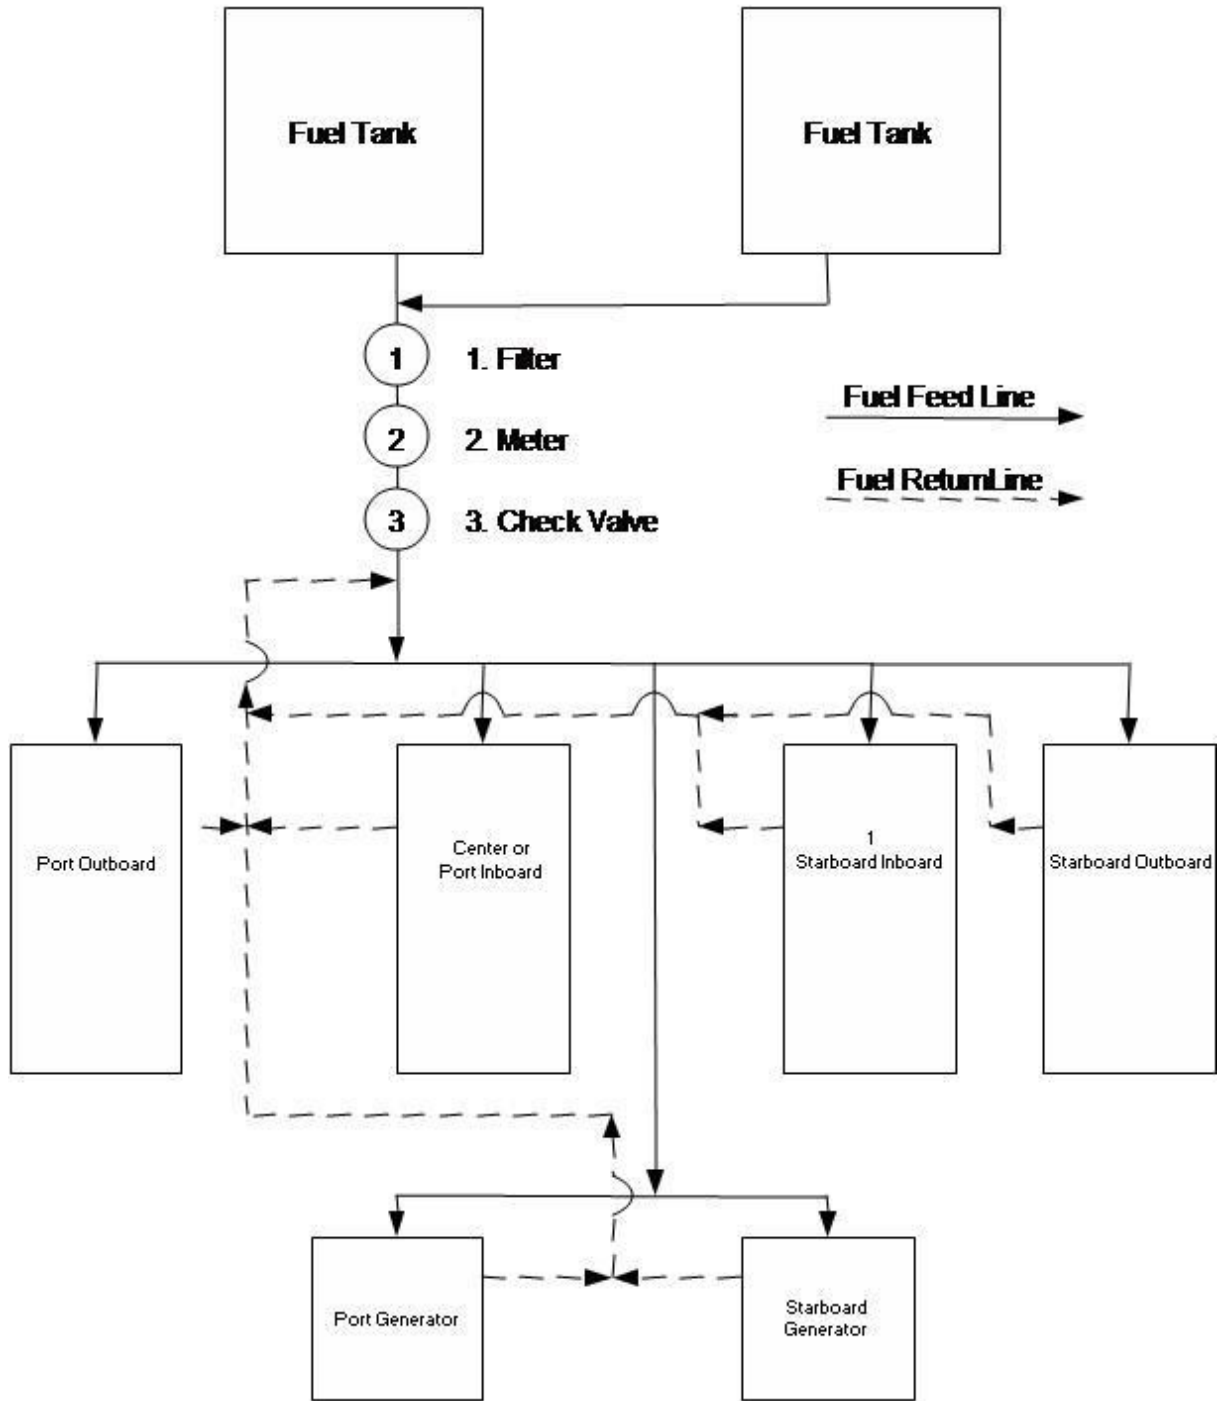 Fuel Tank
Fuel Tank
1
1. Filter
2
2. Meter
3
3. Check Valve
Fuel Feed Line
Fuel ReturnLine
Port Outboard
Center or
Port Inboard
1
Starboard Inboard
Starboard Outboard
Port Generator
Starboard
Generator